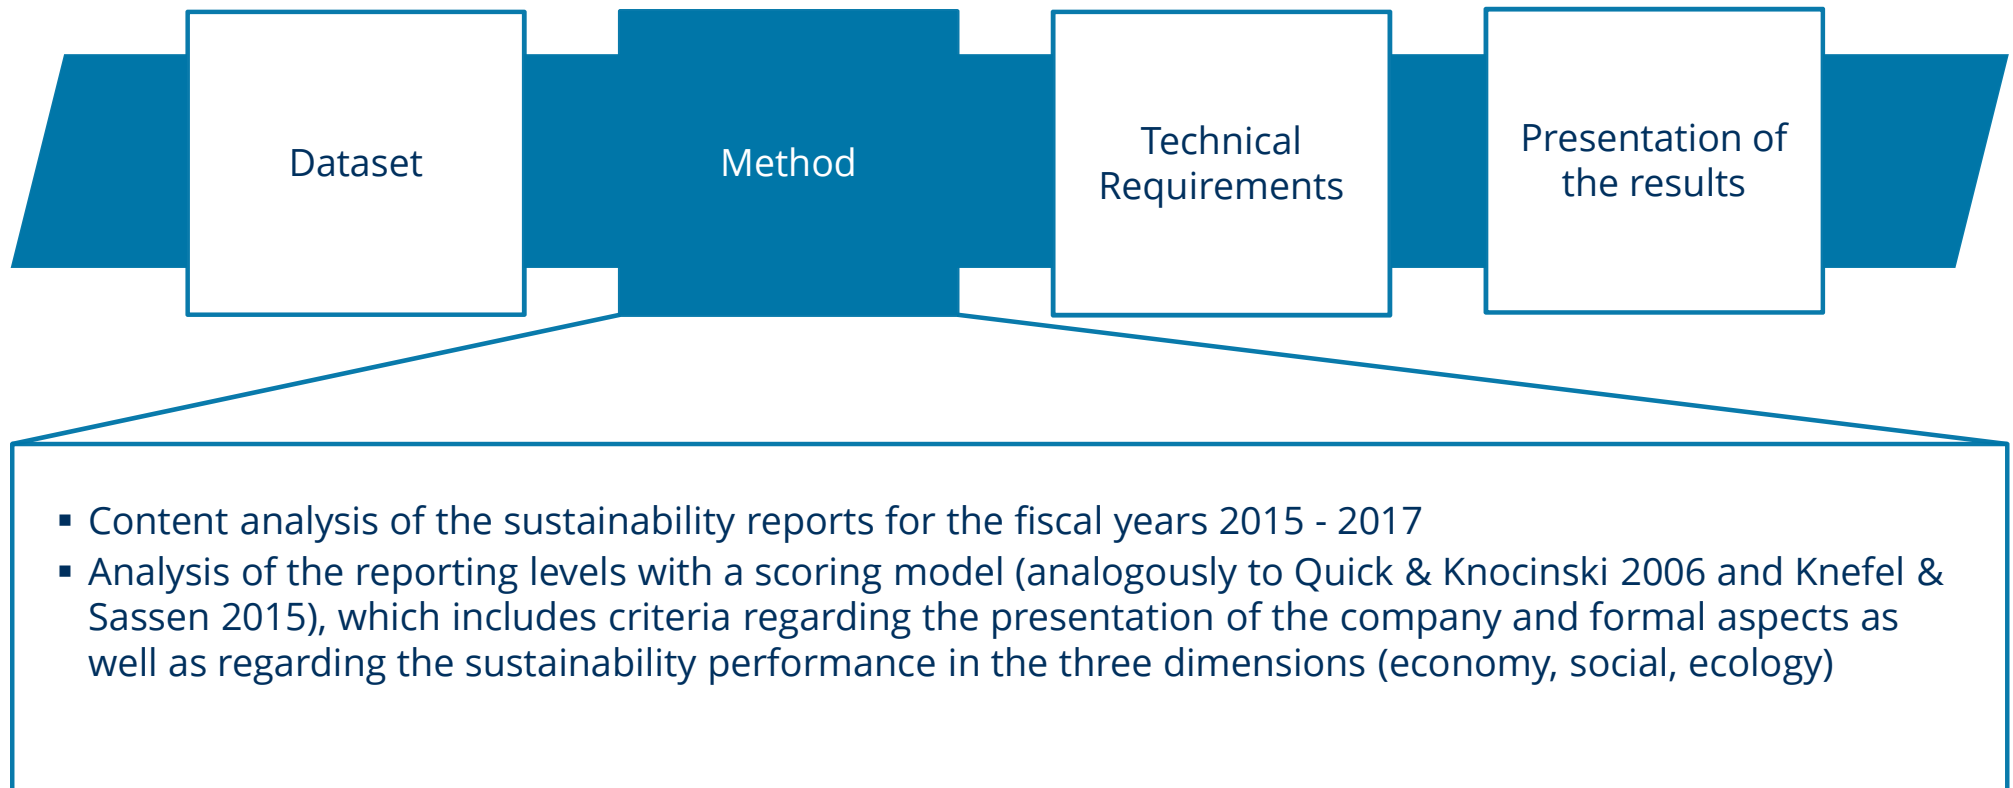 Dataset
Method
Technical
Requirements
Presentation of
the results
▪ Content analysis of the sustainability reports for the fiscal years 2015 - 2017
▪ Analysis of the reporting levels with a scoring model (analogously to Quick & Knocinski 2006 and Knefel &
Sassen 2015), which includes criteria regarding the presentation of the company and formal aspects as
well as regarding the sustainability performance in the three dimensions (economy, social, ecology)